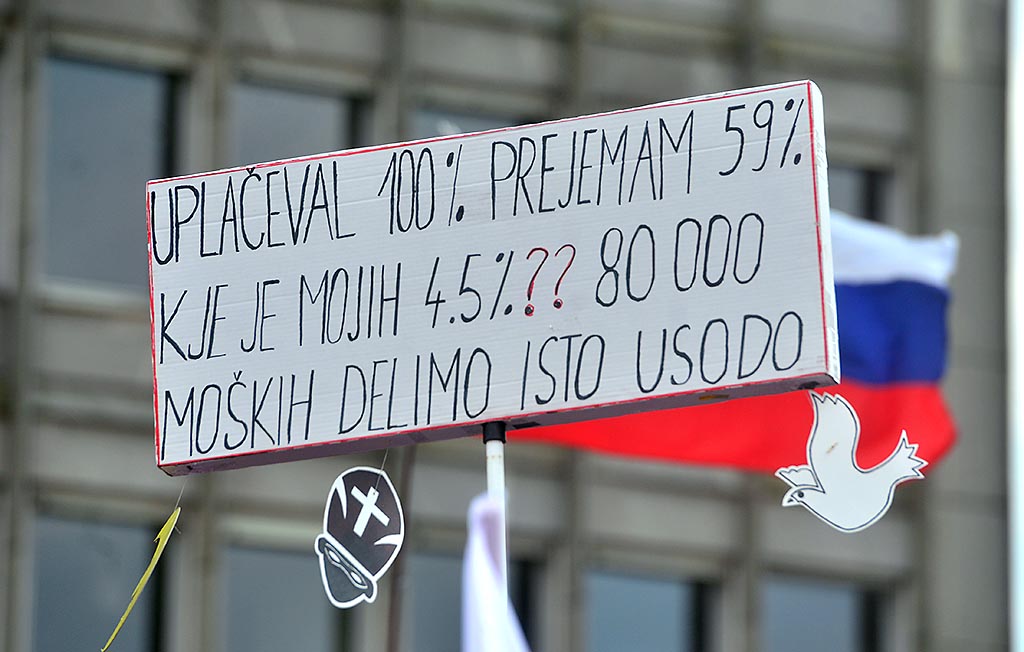 UPLAČEVAL 100% PREJEMAM 59%
KJE JE MOJIH 4.5%?? 80 000
MOŠKIH DELIMO ISTO USODO